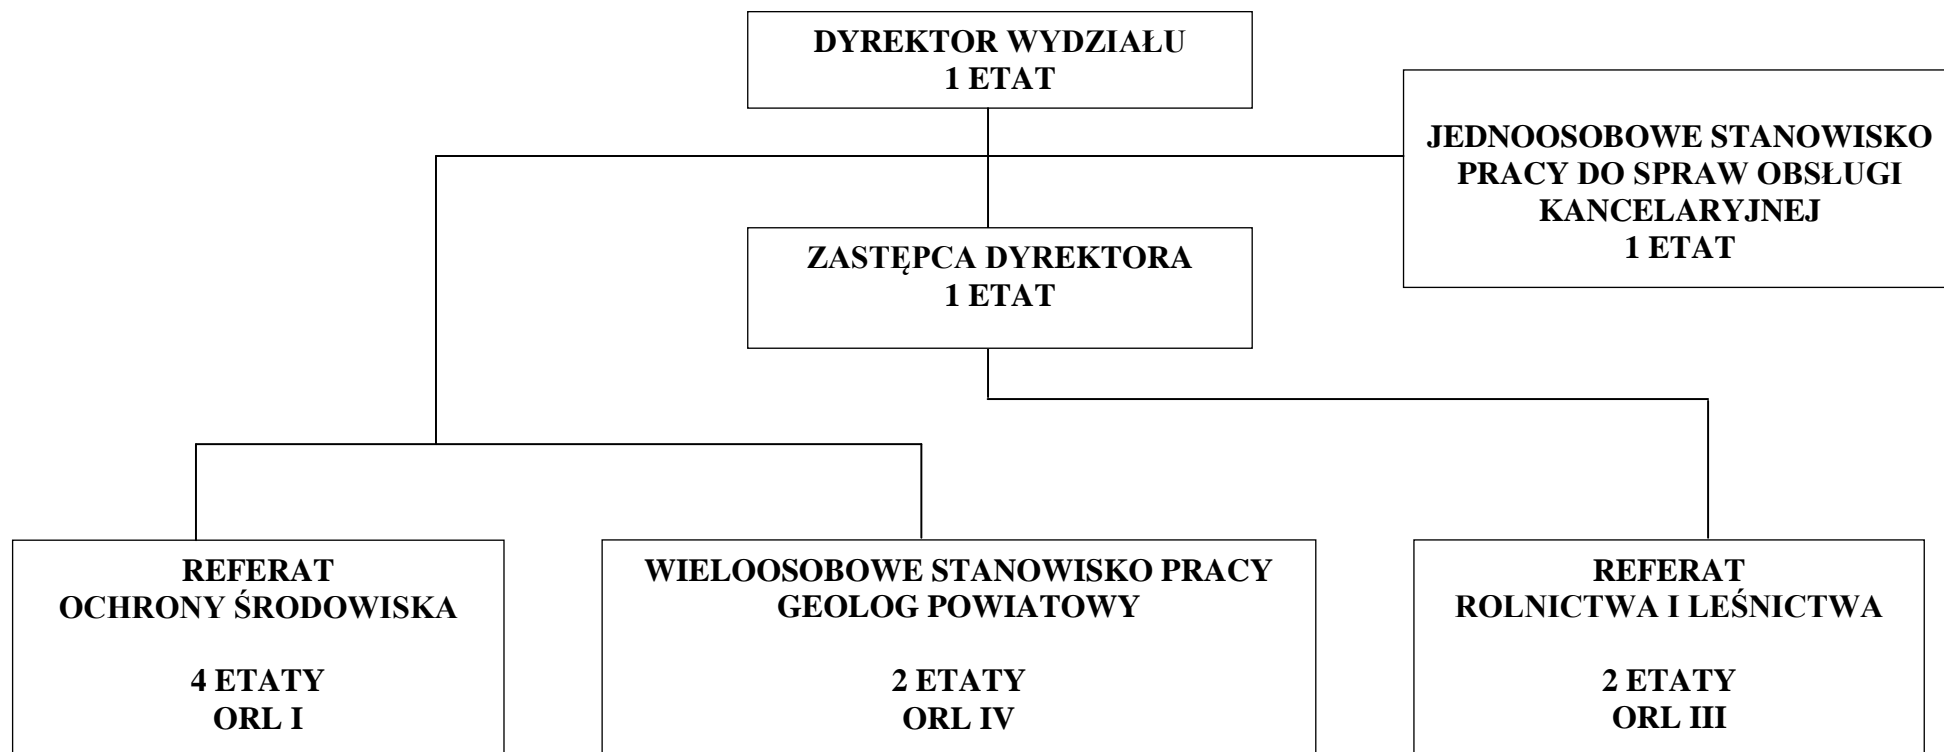 DYREKTOR WYDZIAŁU
1 ETAT
JEDNOOSOBOWE STANOWISKO
PRACY DO SPRAW OBSŁUGI
KANCELARYJNEJ
1 ETAT
ZASTĘPCA DYREKTORA
1 ETAT
REFERAT
OCHRONY ŚRODOWISKA
4 ETATY
ORL I
WIELOOSOBOWE STANOWISKO PRACY
GEOLOG POWIATOWY
2 ETATY
ORL IV
REFERAT
ROLNICTWA I LEŚNICTWA
2 ETATY
ORL III